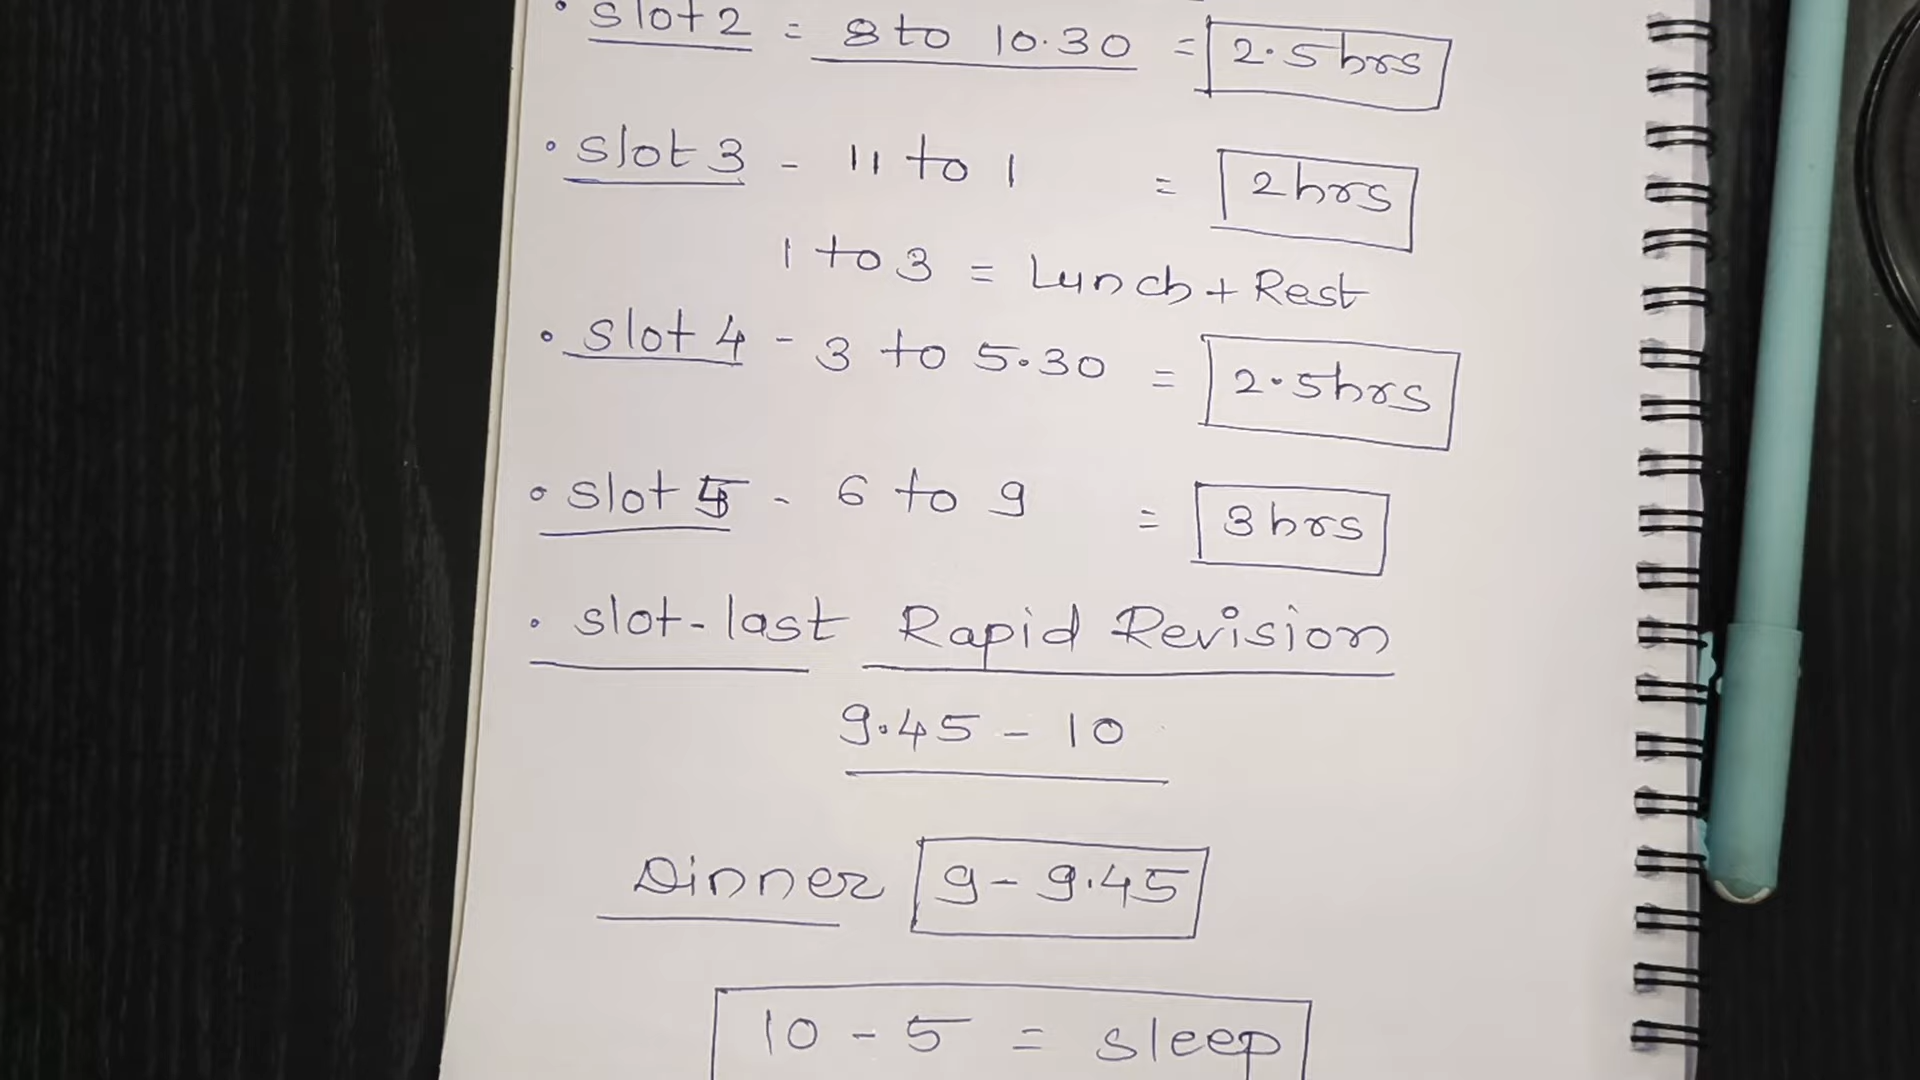 • slot 2 = 8 to 10.30 = 2.5 hrs
• slot 3 - 11 to 1 = 2 hrs
1 to 3 = Lunch + Rest
• slot 4 - 3 to 5.30 = 2.5 hrs
• slot 5 - 6 to 9 = 3 hrs
• slot-last Rapid Revision
9.45 - 10
Dinner 9 - 9.45
10 - 5 = sleep